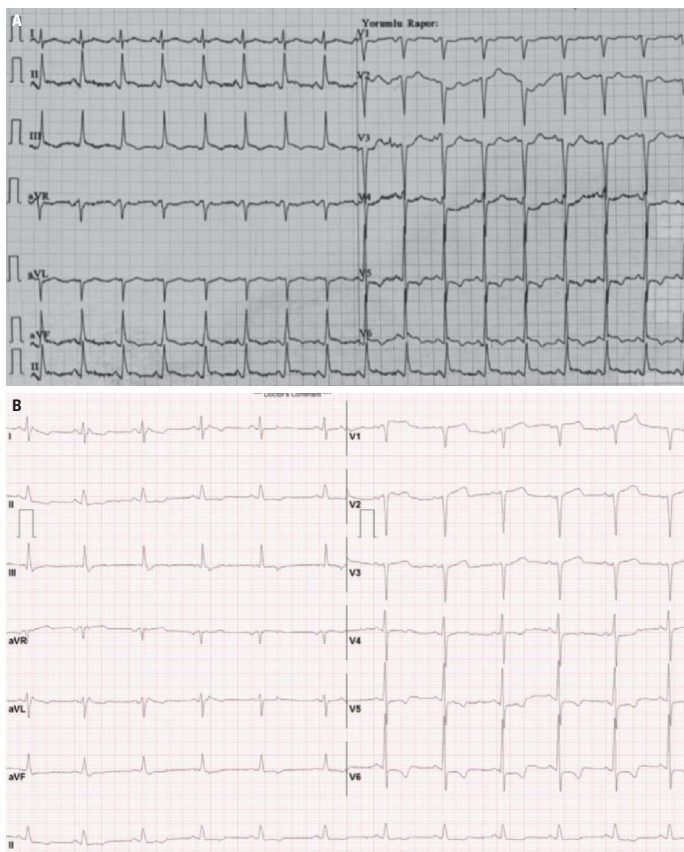 A
Yorumlu Rapor:
I
V1
II
V2
III
V3
aVR
V4
aVL
V5
aVF
V6
II
B
Doctor's Comment
I
V1
II
V2
III
V3
aVR
V4
aVL
V5
aVF
V6
II